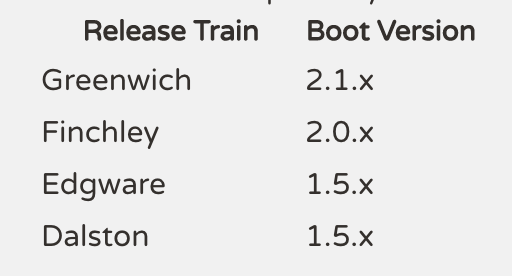 Release Train Boot Version
Greenwich 2.1.x
Finchley 2.0.x
Edgware 1.5.x
Dalston 1.5.x